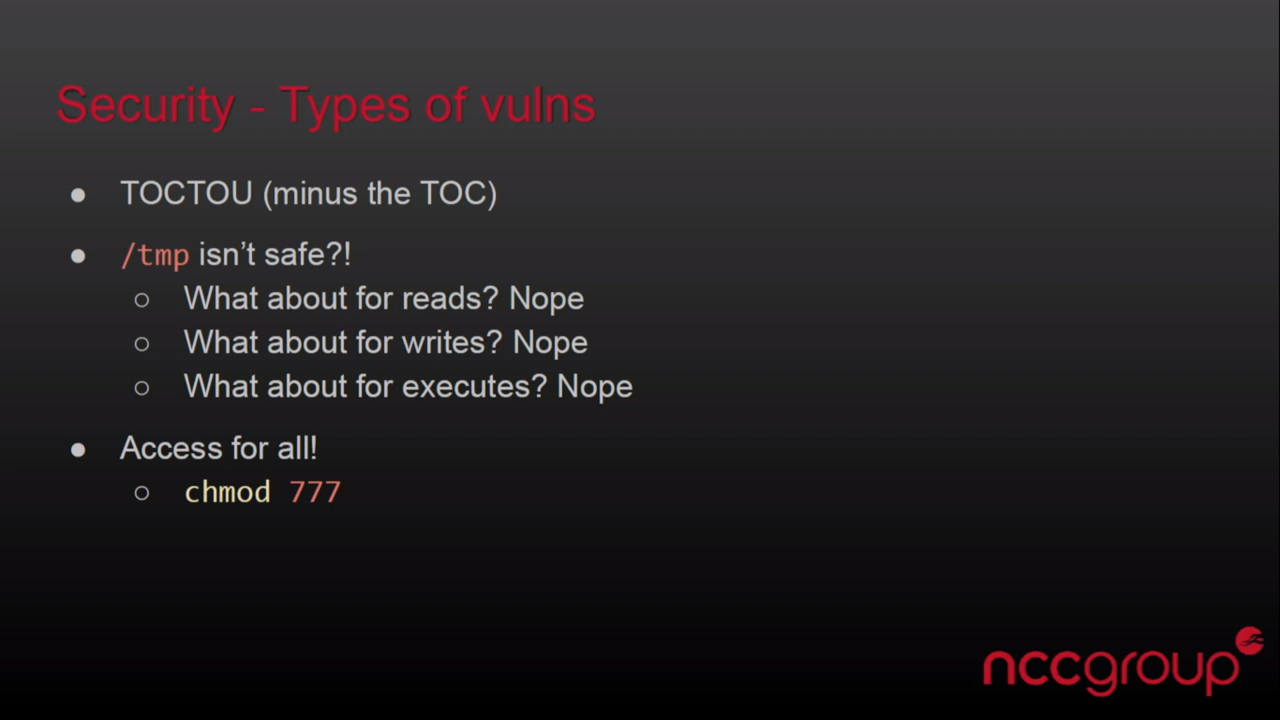 Security - Types of vulns
● TOCTOU (minus the TOC)
● /tmp isn’t safe?!
○ What about for reads? Nope
○ What about for writes? Nope
○ What about for executes? Nope
● Access for all!
○ chmod 777
nccgroup